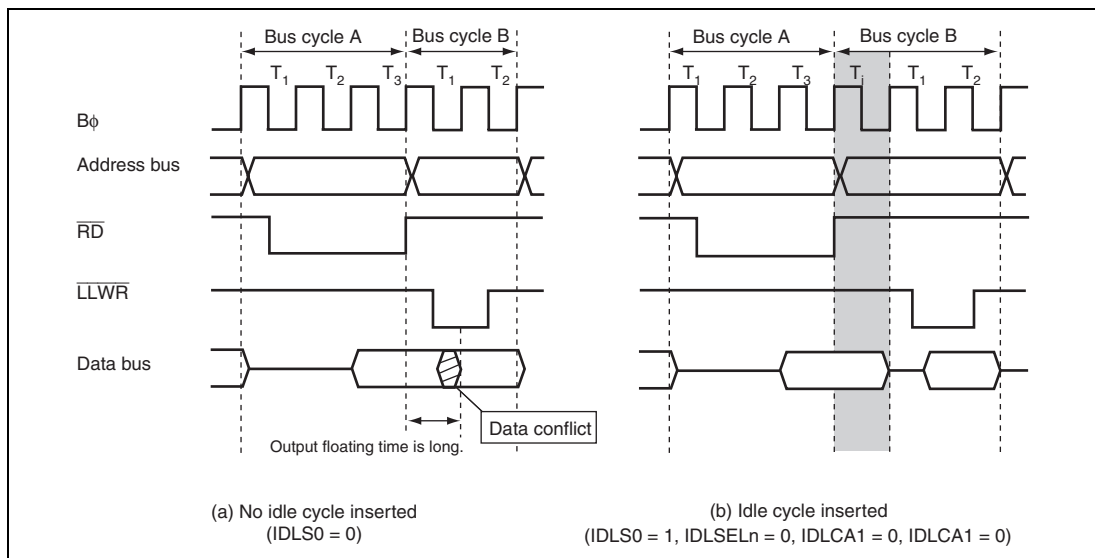 Bus cycle A Bus cycle B
T1 T2 T3 T1 T2
Bϕ
Address bus
RD
LLWR
Data bus
Data conflict
Output floating time is long.
(a) No idle cycle inserted
(IDLS0 = 0)
Bus cycle A Bus cycle B
T1 T2 T3 Ti T1 T2
(b) Idle cycle inserted
(IDLS0 = 1, IDLSELn = 0, IDLCA1 = 0, IDLCA1 = 0)